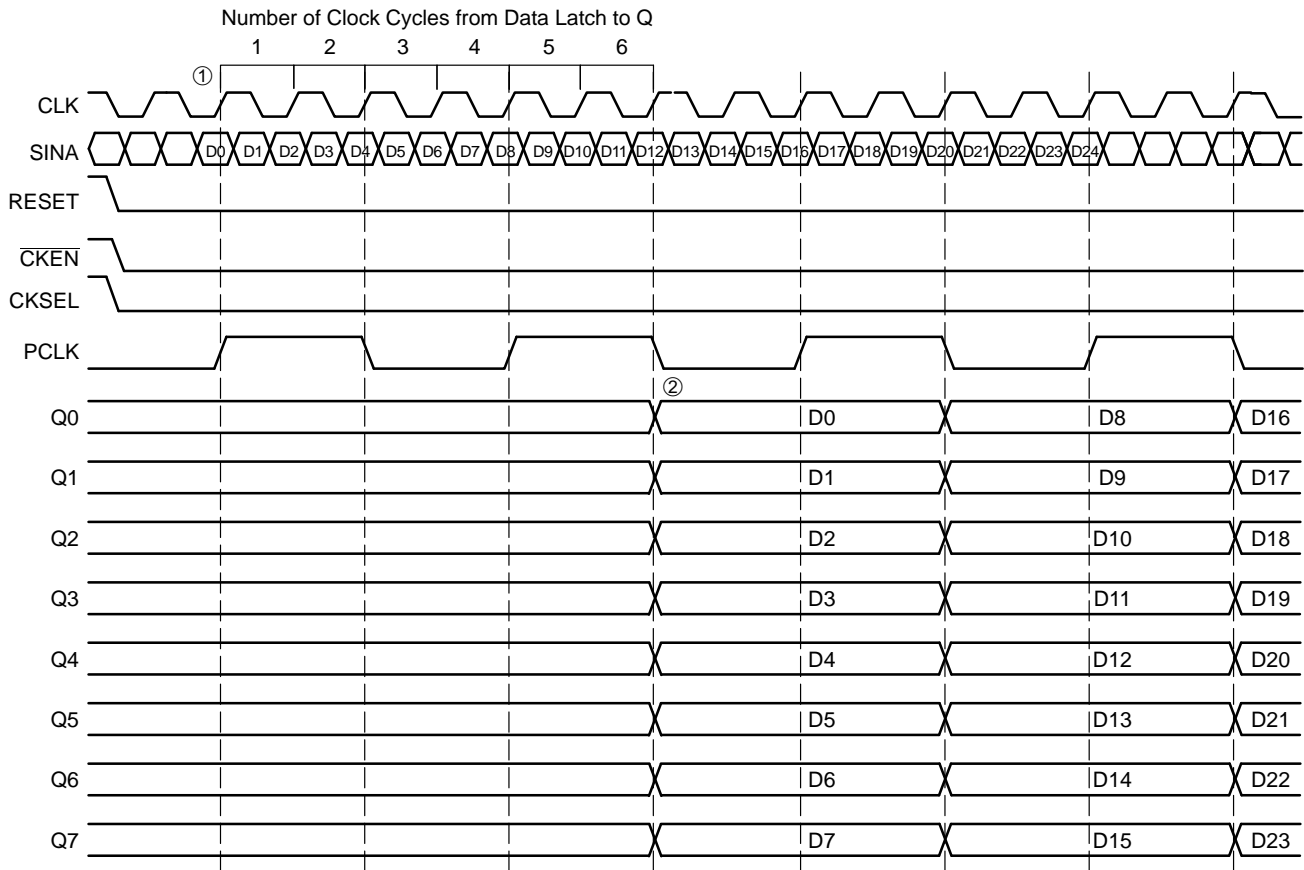 Number of Clock Cycles from Data Latch to Q
1 2 3 4 5 6
①
CLK
SINA D0 D1 D2 D3 D4 D5 D6 D7 D8 D9 D10 D11 D12 D13 D14 D15 D16 D17 D18 D19 D20 D21 D22 D23 D24
RESET
CKEN
CKSEL
PCLK
②
Q0 D0 D8 D16
Q1 D1 D9 D17
Q2 D2 D10 D18
Q3 D3 D11 D19
Q4 D4 D12 D20
Q5 D5 D13 D21
Q6 D6 D14 D22
Q7 D7 D15 D23